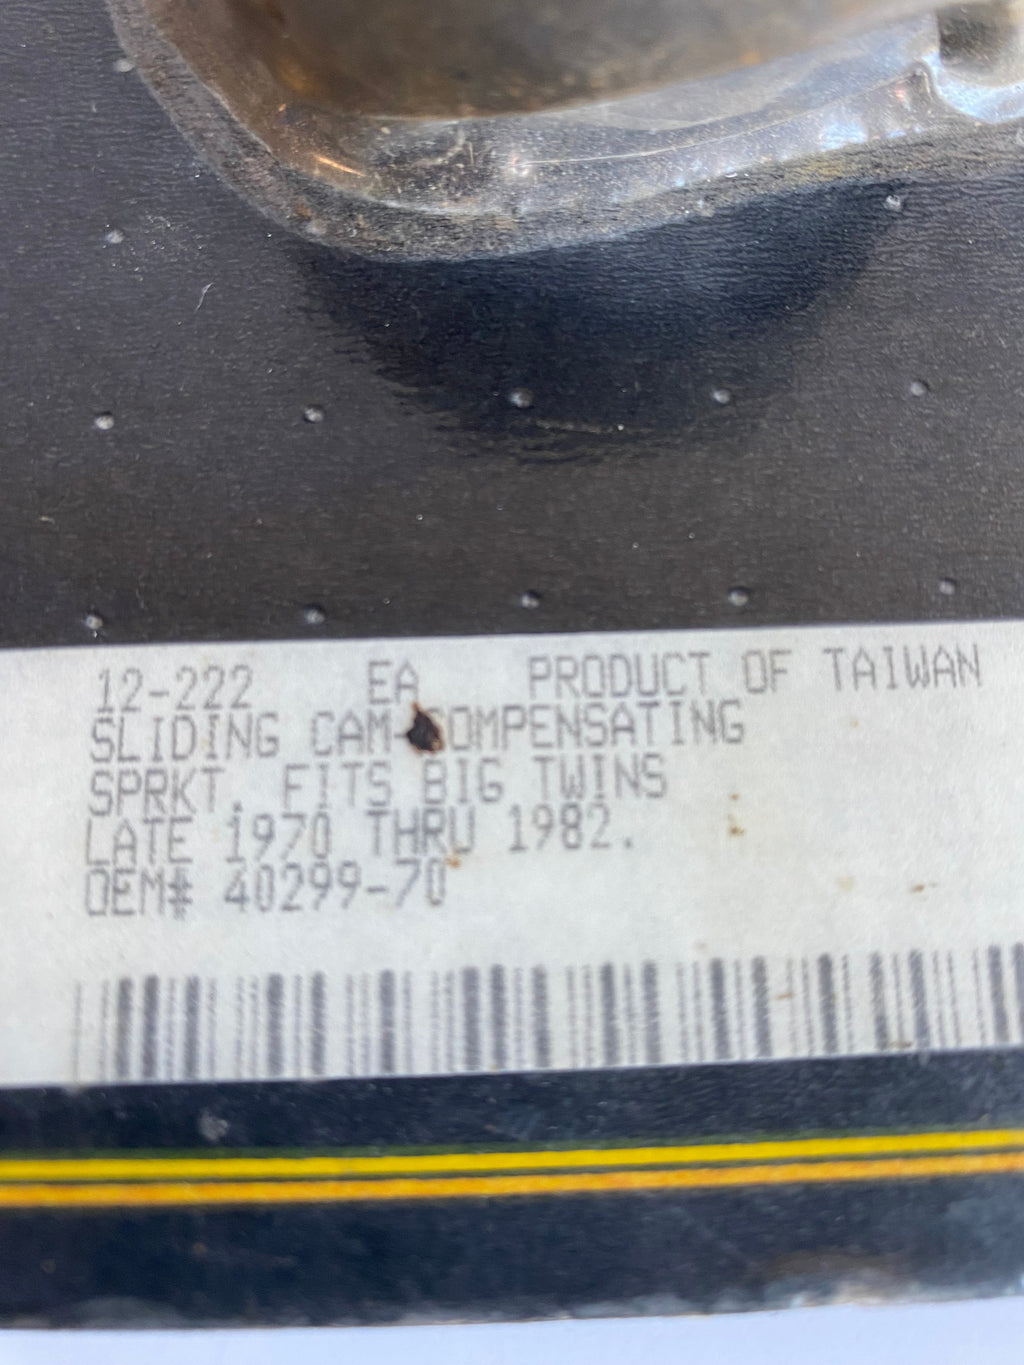 12-222 EA PRODUCT OF TAIWAN
SLIDING CAM COMPENSATING
SPRKT. FITS BIG TWINS
LATE 1970 THRU 1982.
OEM# 40299-70